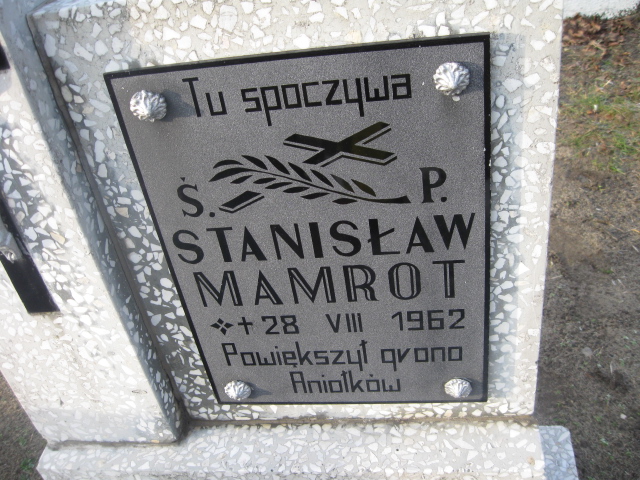 Tu spoczywa
Ś. P.
STANISŁAW
MAMROT
✣ + 28 VIII 1962
Powiększył grono
Aniołków